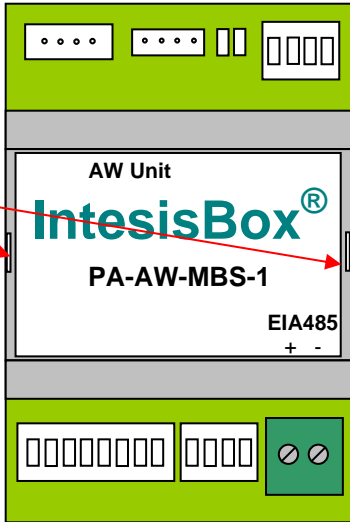 AW Unit
IntesisBox®
PA-AW-MBS-1
EIA485
+ -